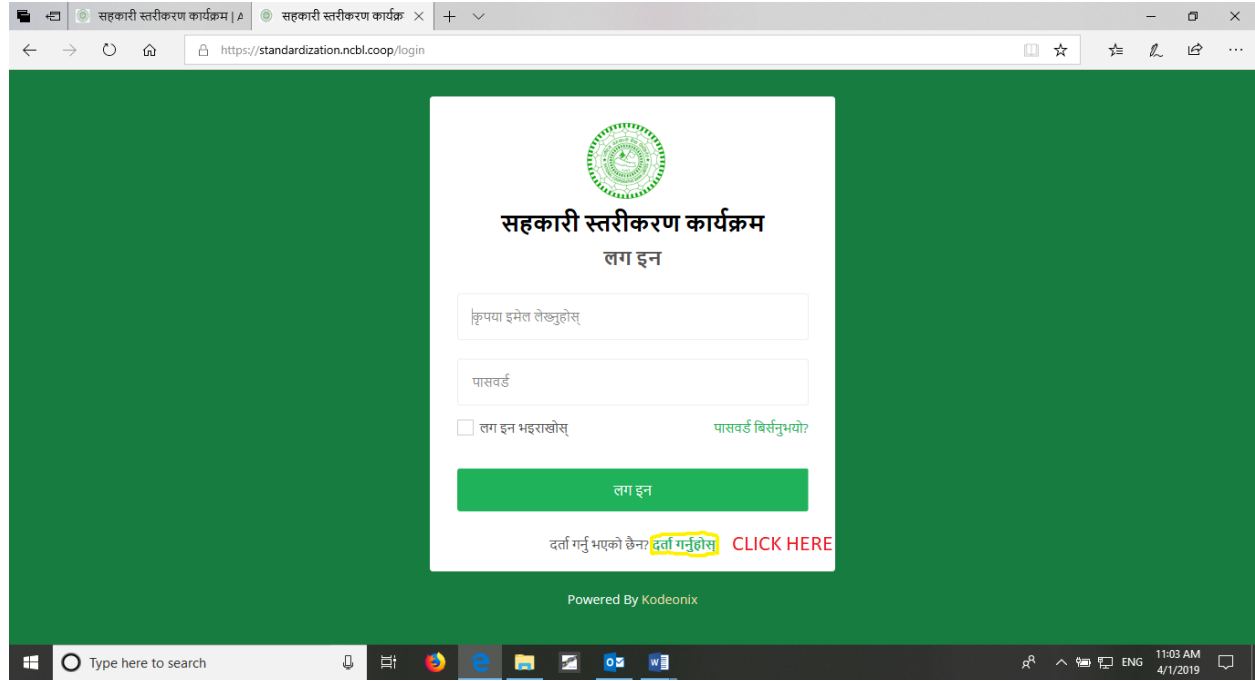 सहकारी स्तरीकरण कार्यक्रम | A
सहकारी स्तरीकरण कार्यक्र
https://standardization.ncbl.coop/login
सहकारी स्तरीकरण कार्यक्रम
लग इन
कृपया इमेल लेख्नुहोस्
पासवर्ड
लग इन भइराखोस्
पासवर्ड बिर्सनुभयो?
लग इन
दर्ता गर्नु भएको छैन? दर्ता गर्नुहोस् CLICK HERE
Powered By Kodeonix
Type here to search
ENG
11:03 AM
4/1/2019